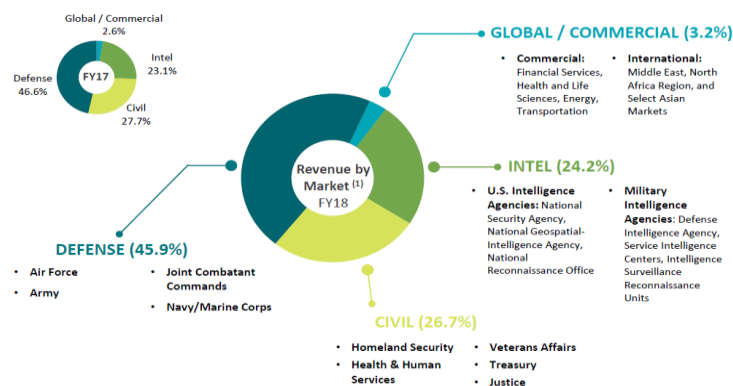 Global / Commercial
2.6%
Intel
23.1%
Defense
46.6%
FY17
Civil
27.7%
GLOBAL / COMMERCIAL (3.2%)
• Commercial:
Financial Services,
Health and Life
Sciences, Energy,
Transportation
• International:
Middle East, North
Africa Region, and
Select Asian
Markets
Revenue by
Market (1)
FY18
INTEL (24.2%)
• U.S. Intelligence
Agencies: National
Security Agency,
National Geospatial-
Intelligence Agency,
National
Reconnaissance Office
• Military
Intelligence
Agencies: Defense
Intelligence Agency,
Service Intelligence
Centers, Intelligence
Surveillance
Reconnaissance
Units
DEFENSE (45.9%)
• Air Force
• Army
• Joint Combatant
Commands
• Navy/Marine Corps
CIVIL (26.7%)
• Homeland Security
• Health & Human
Services
• Veterans Affairs
• Treasury
• Justice